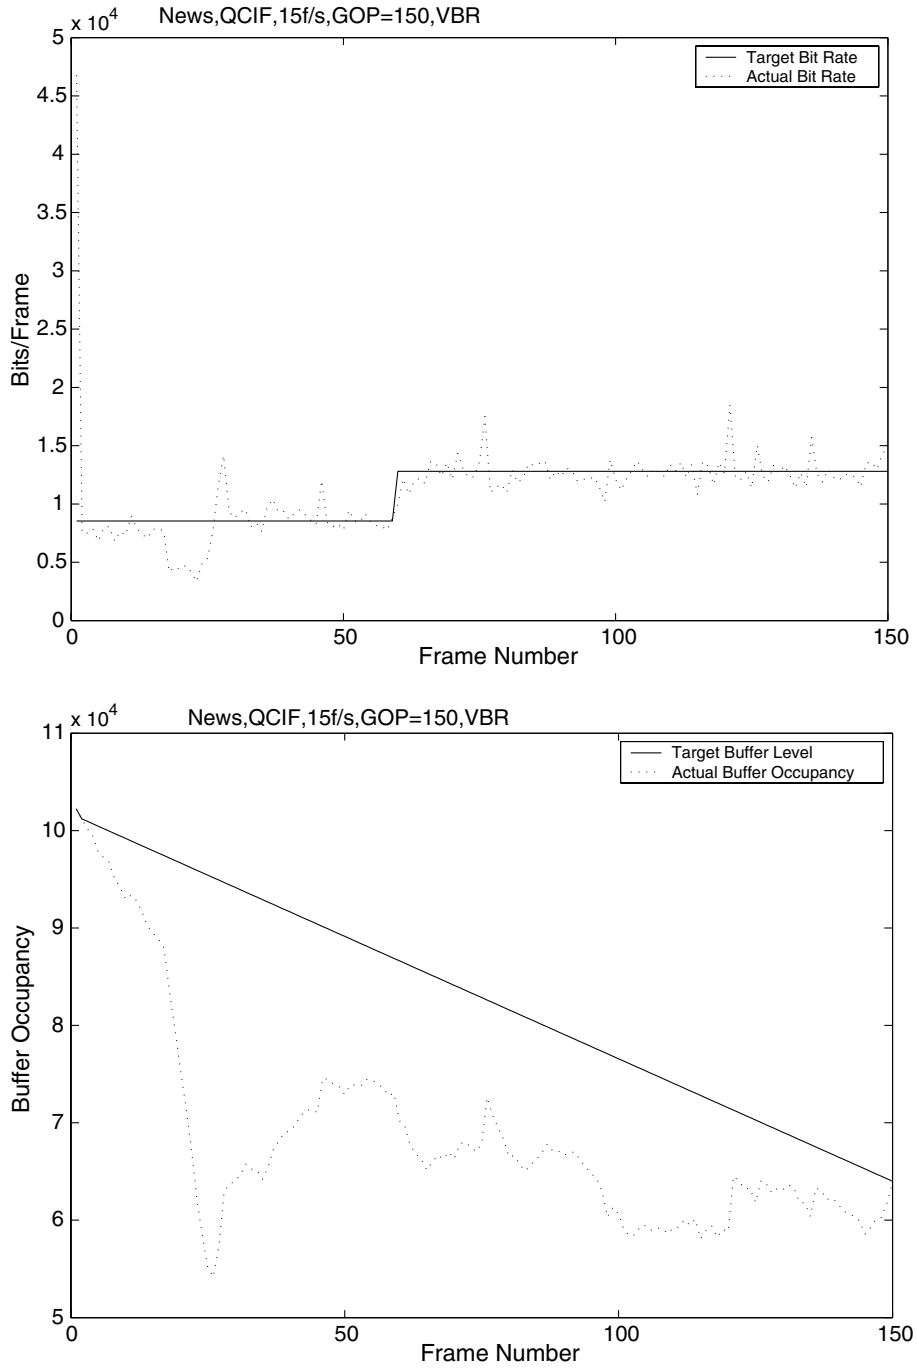 News,QCIF,15f/s,GOP=150,VBR
x 10^4
5
4.5
4
3.5
3
2.5
2
1.5
1
0.5
0
Bits/Frame
Target Bit Rate
Actual Bit Rate
0
50
100
150
Frame Number
News,QCIF,15f/s,GOP=150,VBR
x 10^4
11
10
9
8
7
6
5
Buffer Occupancy
Target Buffer Level
Actual Buffer Occupancy
0
50
100
150
Frame Number